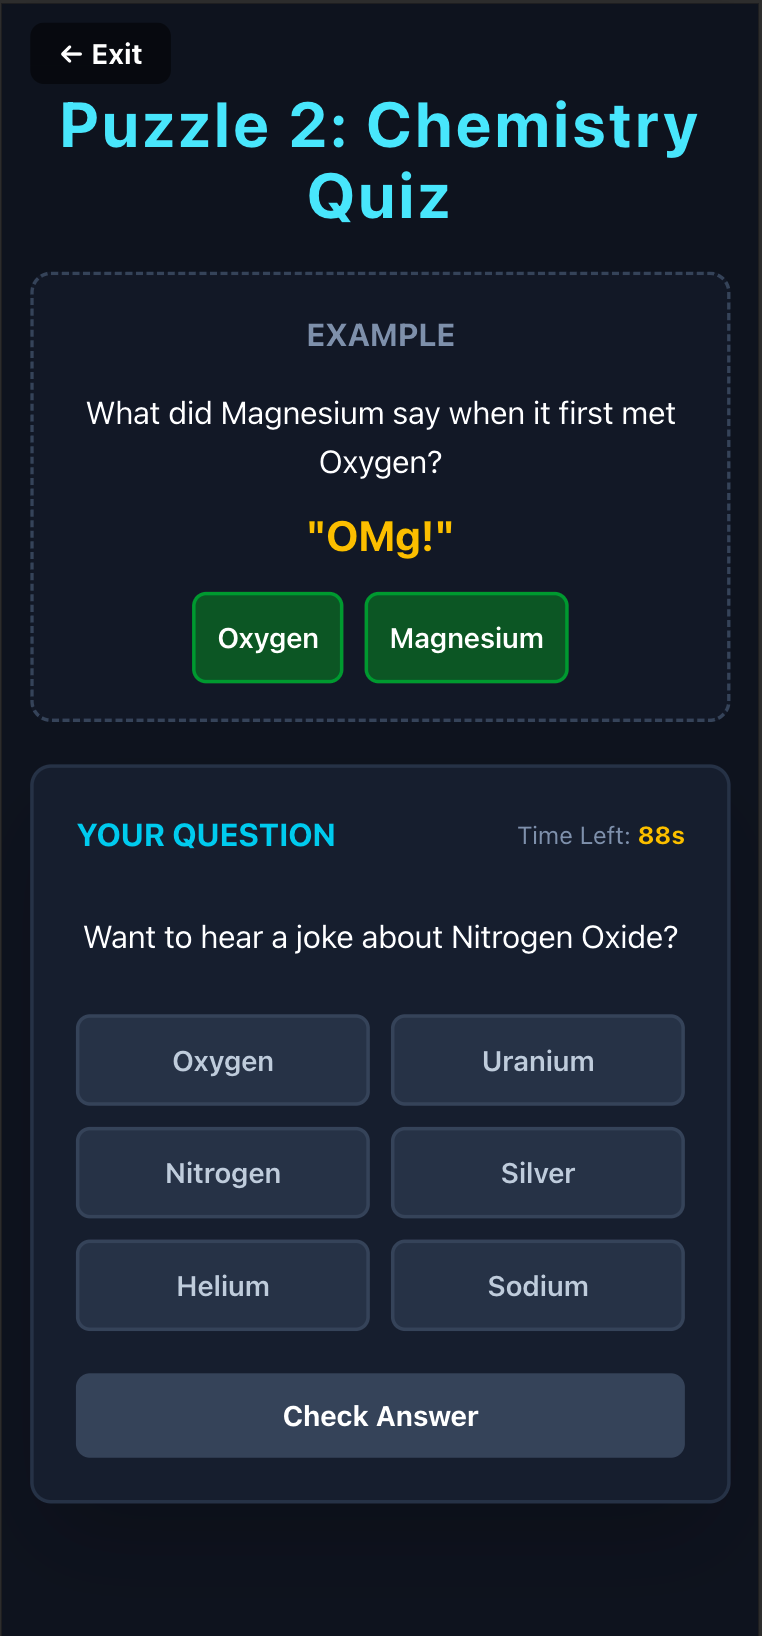 ← Exit
Puzzle 2: Chemistry
Quiz
EXAMPLE
What did Magnesium say when it first met
Oxygen?
"OMg!"
Oxygen Magnesium
YOUR QUESTION Time Left: 88s
Want to hear a joke about Nitrogen Oxide?
Oxygen Uranium
Nitrogen Silver
Helium Sodium
Check Answer